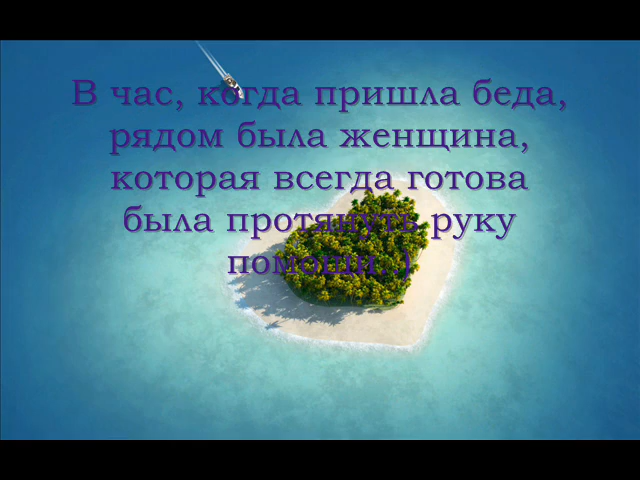 В час, когда пришла беда,
рядом была женщина,
которая всегда готова
была протянуть руку
помощи..)